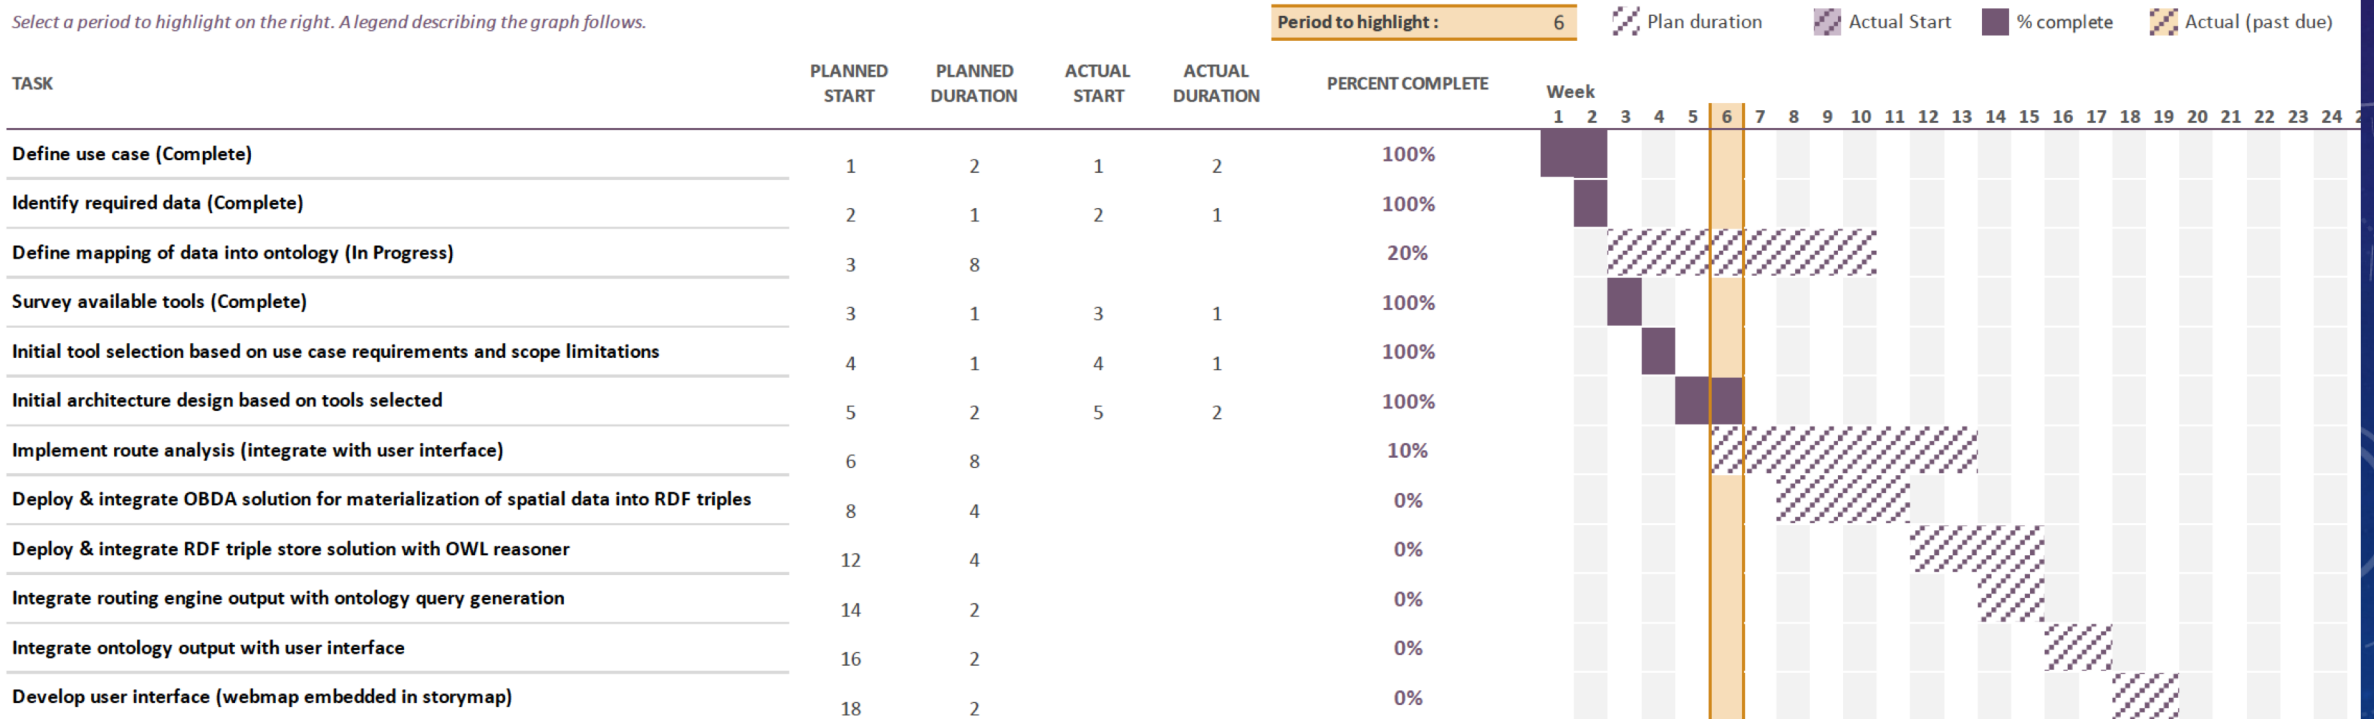 Select a period to highlight on the right. A legend describing the graph follows.
Period to highlight : 6
Plan duration Actual Start % complete Actual (past due)
TASK PLANNED START PLANNED DURATION ACTUAL START ACTUAL DURATION PERCENT COMPLETE Week
1 2 3 4 5 6 7 8 9 10 11 12 13 14 15 16 17 18 19 20 21 22 23 24
Define use case (Complete) 1 2 1 2 100%
Identify required data (Complete) 2 1 2 1 100%
Define mapping of data into ontology (In Progress) 3 8 20%
Survey available tools (Complete) 3 1 3 1 100%
Initial tool selection based on use case requirements and scope limitations 4 1 4 1 100%
Initial architecture design based on tools selected 5 2 5 2 100%
Implement route analysis (integrate with user interface) 6 8 10%
Deploy & integrate OBDA solution for materialization of spatial data into RDF triples 8 4 0%
Deploy & integrate RDF triple store solution with OWL reasoner 12 4 0%
Integrate routing engine output with ontology query generation 14 2 0%
Integrate ontology output with user interface 16 2 0%
Develop user interface (webmap embedded in storymap) 18 2 0%